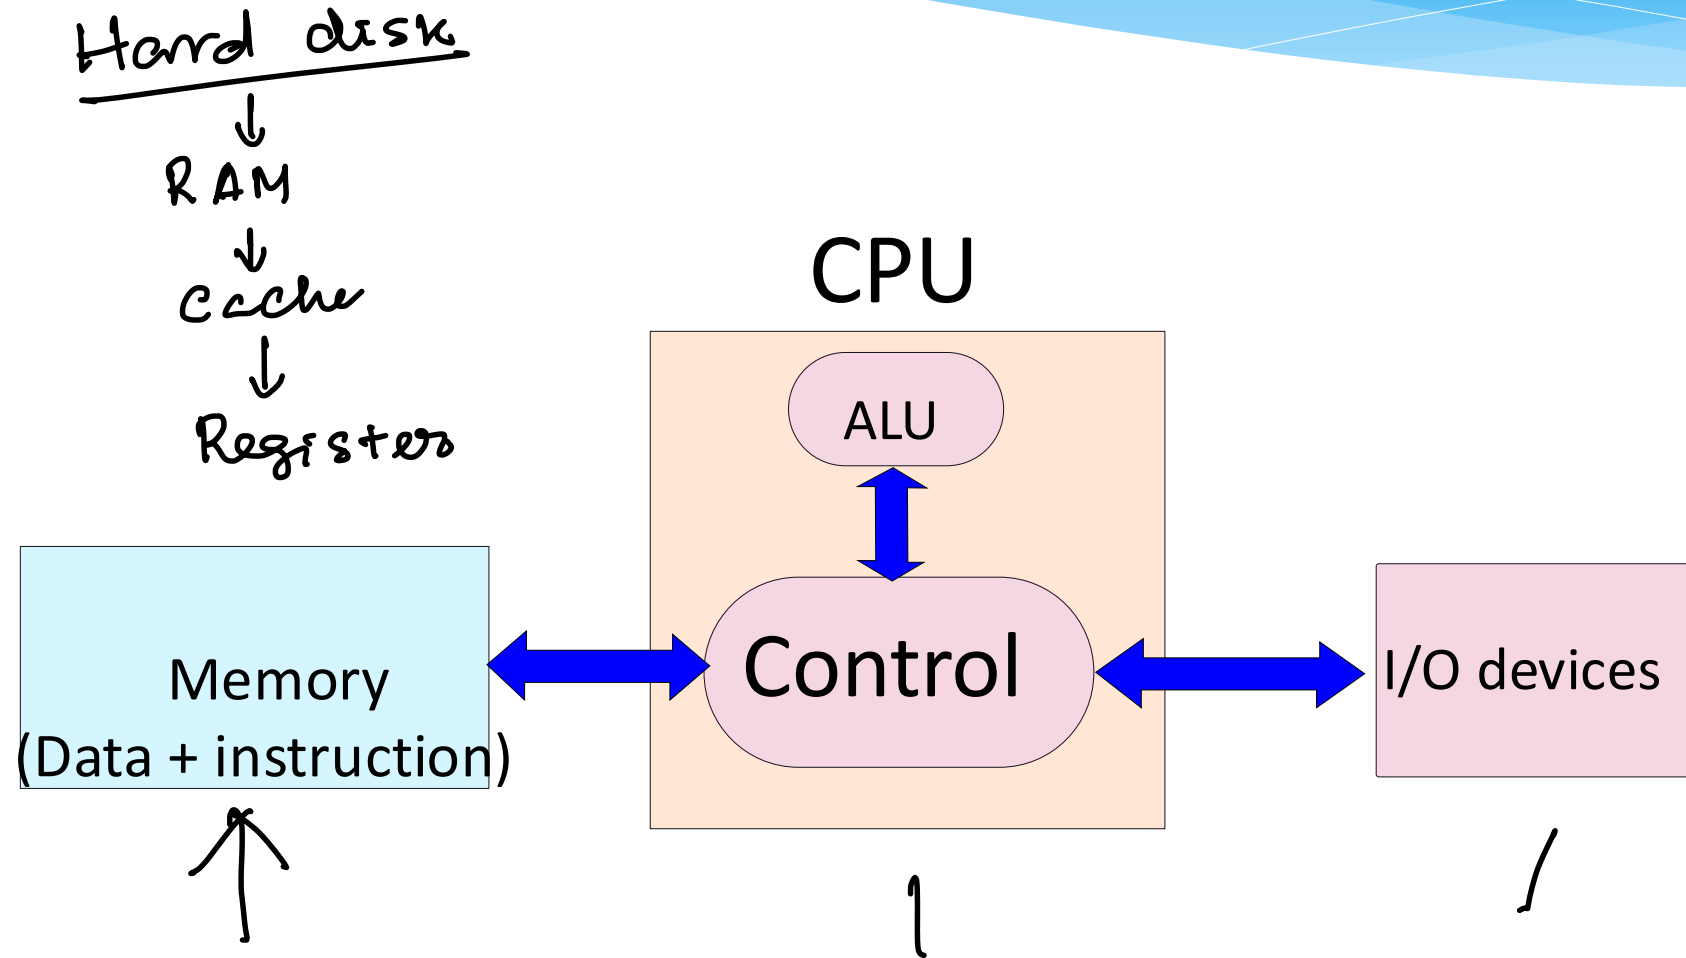 Hard disk
RAM
Cache
Registers
CPU
ALU
Control
Memory
(Data + instruction)
I/O devices